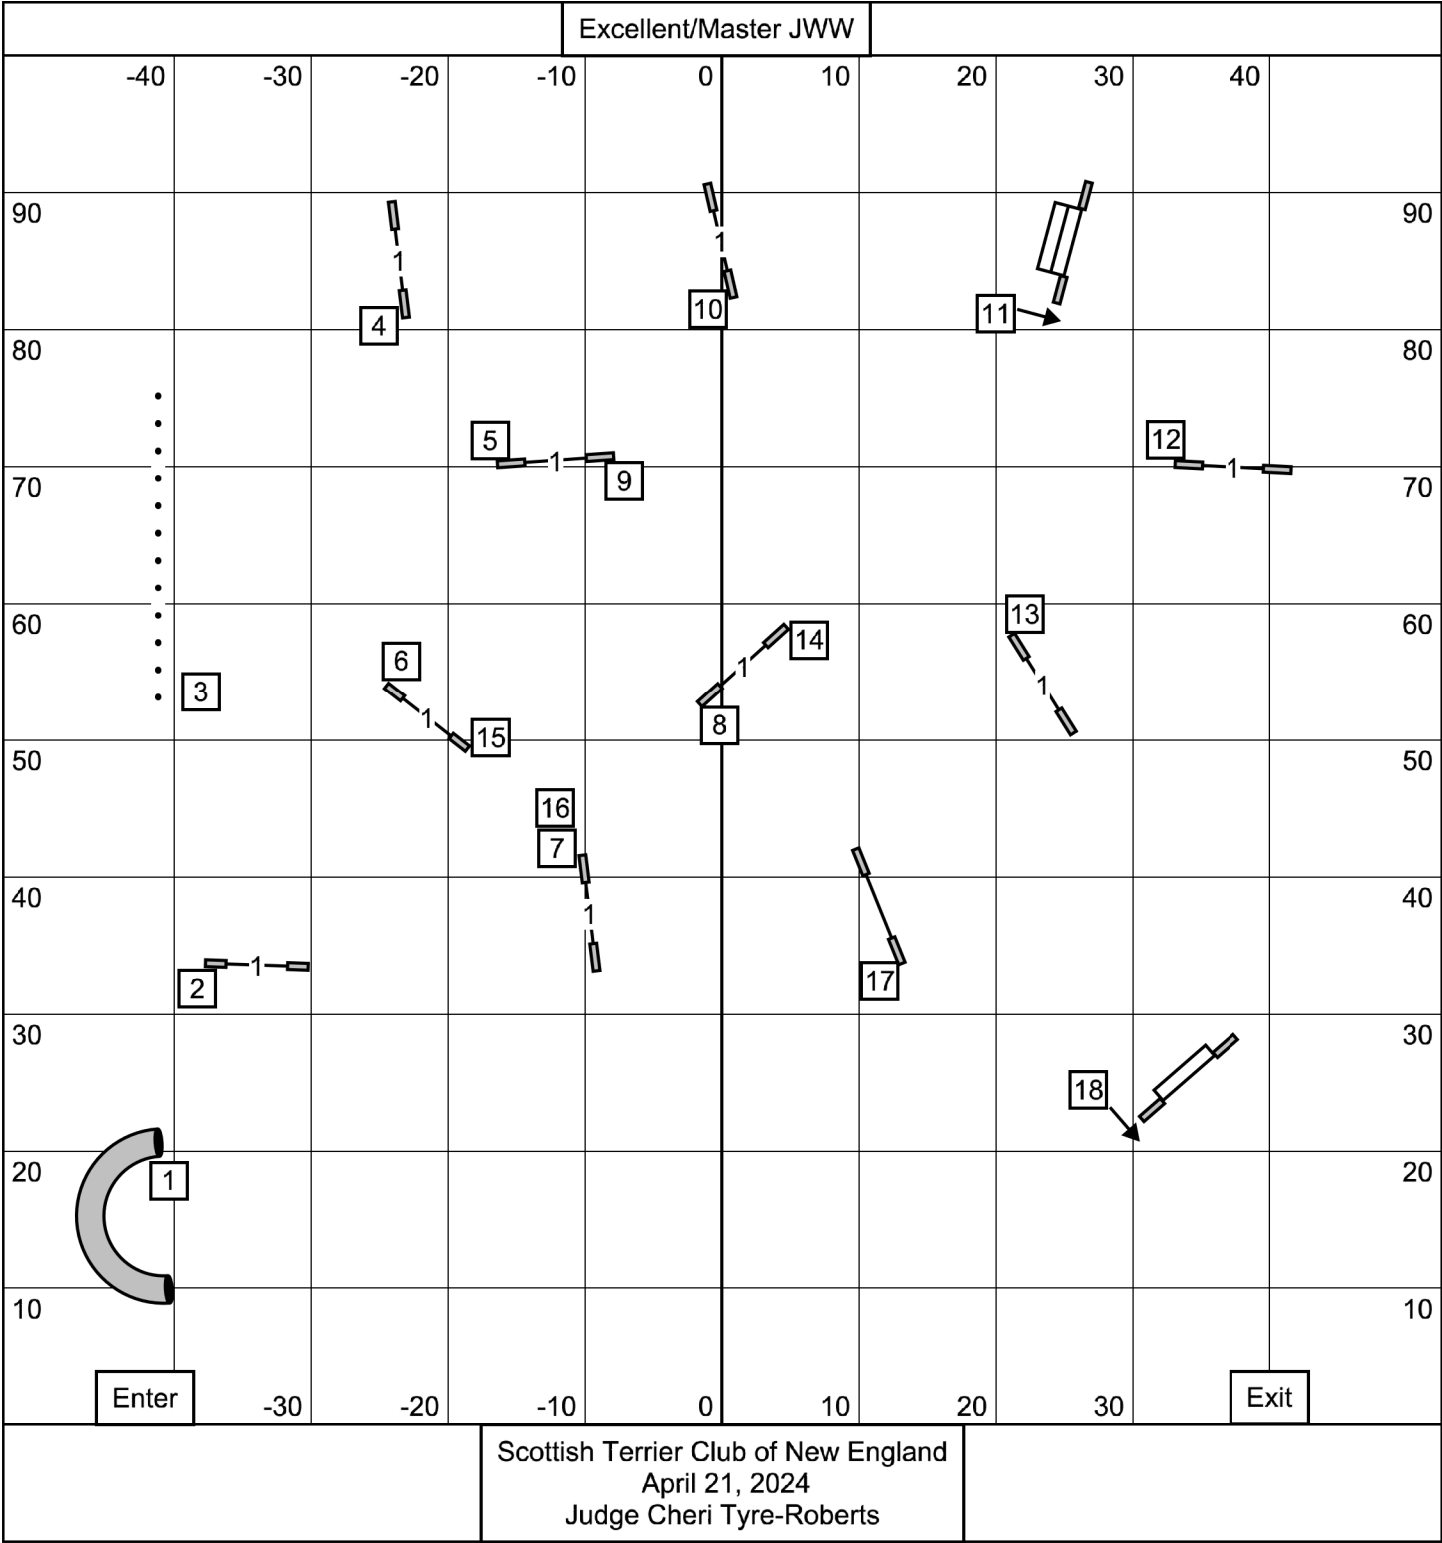 Excellent/Master JWW
-40 -30 -20 -10 0 10 20 30 40
90 90
1 1
4 10 11
80 80
5 1 9 12 1
70 70
60 13 60
6 1 14
3 1 15 8 1
50 50
16
7
40 40
1
2 1 17
30 30
18
20 1 20
10 10
Enter -30 -20 -10 0 10 20 30 Exit
Scottish Terrier Club of New England
April 21, 2024
Judge Cheri Tyre-Roberts